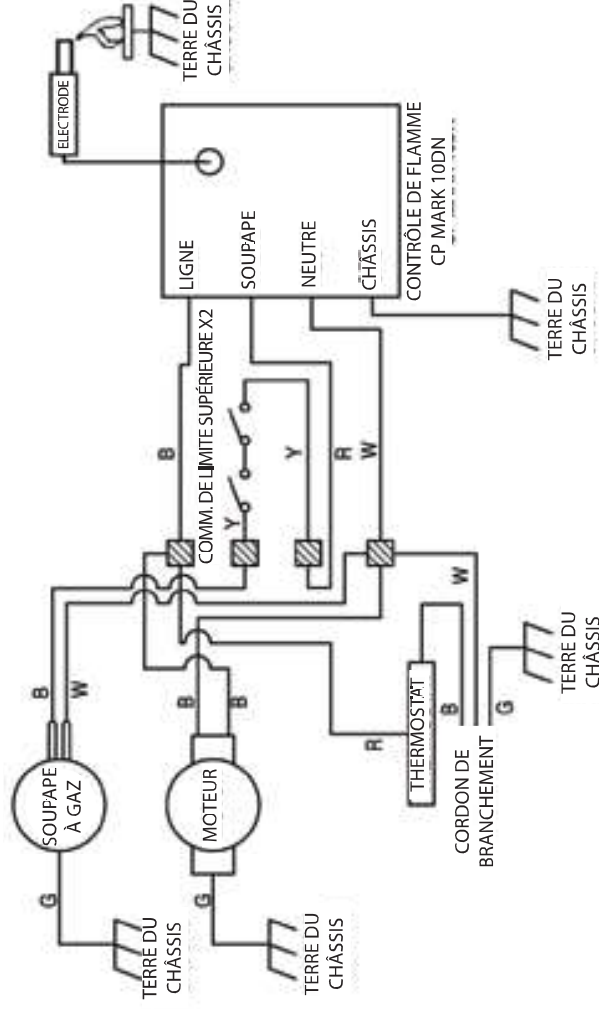 ELECTRODE
TERRE DU
CHÂSSIS
LIGNE
SOUPAPE
NEUTRE
CHÂSSIS
CONTRÔLE DE FLAMME
CP MARK 10DN
TERRE DU
CHÂSSIS
COMM. DE LIMITE SUPÉRIEURE X2
B
Y
Y
R
W
B
W
SOUPAPE
À GAZ
G
TERRE DU
CHÂSSIS
B
B
MOTEUR
G
TERRE DU
CHÂSSIS
R
THERMOSTAT
W
B
G
CORDON DE
BRANCHEMENT
TERRE DU
CHÂSSIS